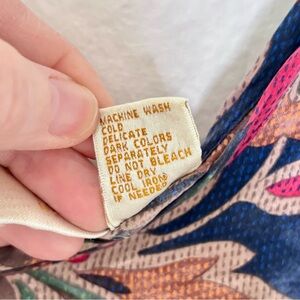 MACHINE WASH
COLD
DELICATE
DARK COLORS
SEPARATELY
DO NOT BLEACH
LINE DRY
COOL IRON
IF NEEDED